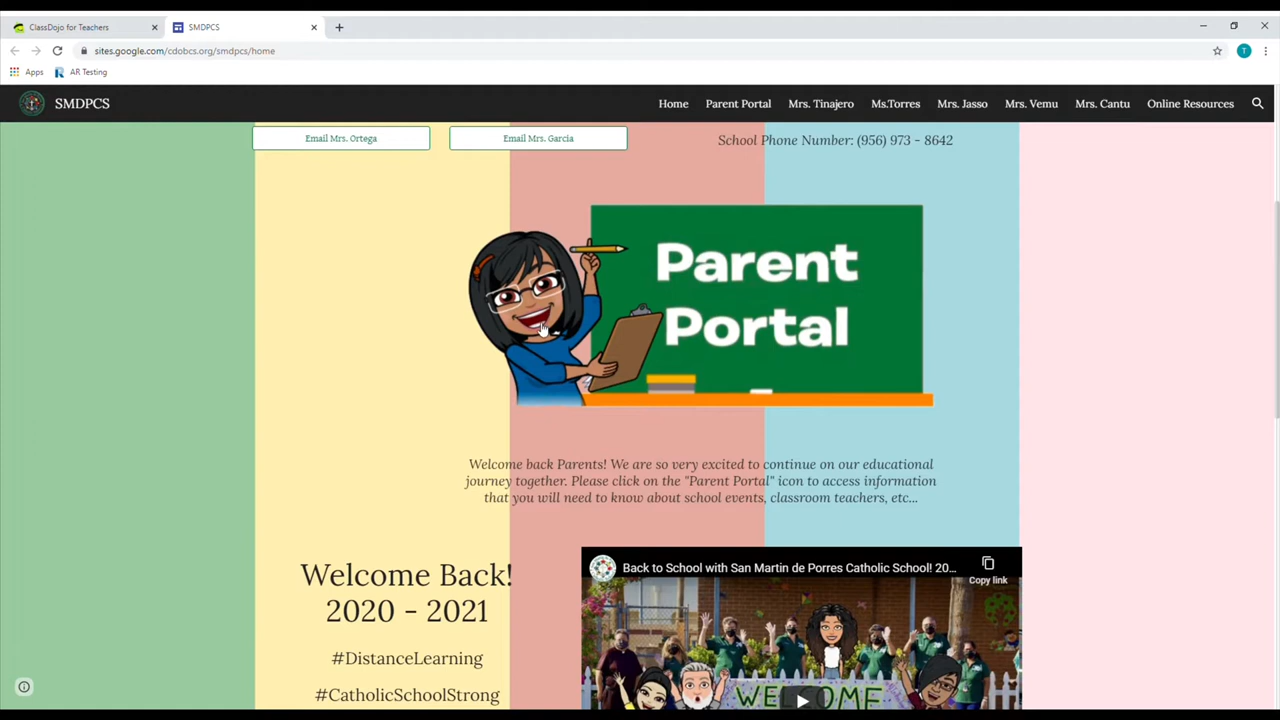 ClassDojo for Teachers
SMDPCS
sites.google.com/cdobcs.org/smdpcs/home
T
Apps
AR Testing
SMDPCS
Home
Parent Portal
Mrs. Tinajero
Ms.Torres
Mrs. Jasso
Mrs. Vemu
Mrs. Cantu
Online Resources
Email Mrs. Ortega
Email Mrs. Garcia
School Phone Number: (956) 973 - 8642
Parent
Portal
Welcome back Parents! We are so very excited to continue on our educational
journey together. Please click on the "Parent Portal" icon to access information
that you will need to know about school events, classroom teachers, etc...
Welcome Back!
2020 - 2021
#DistanceLearning
#CatholicSchoolStrong
Back to School with San Martin de Porres Catholic School! 20...
Copy link
WELCOME